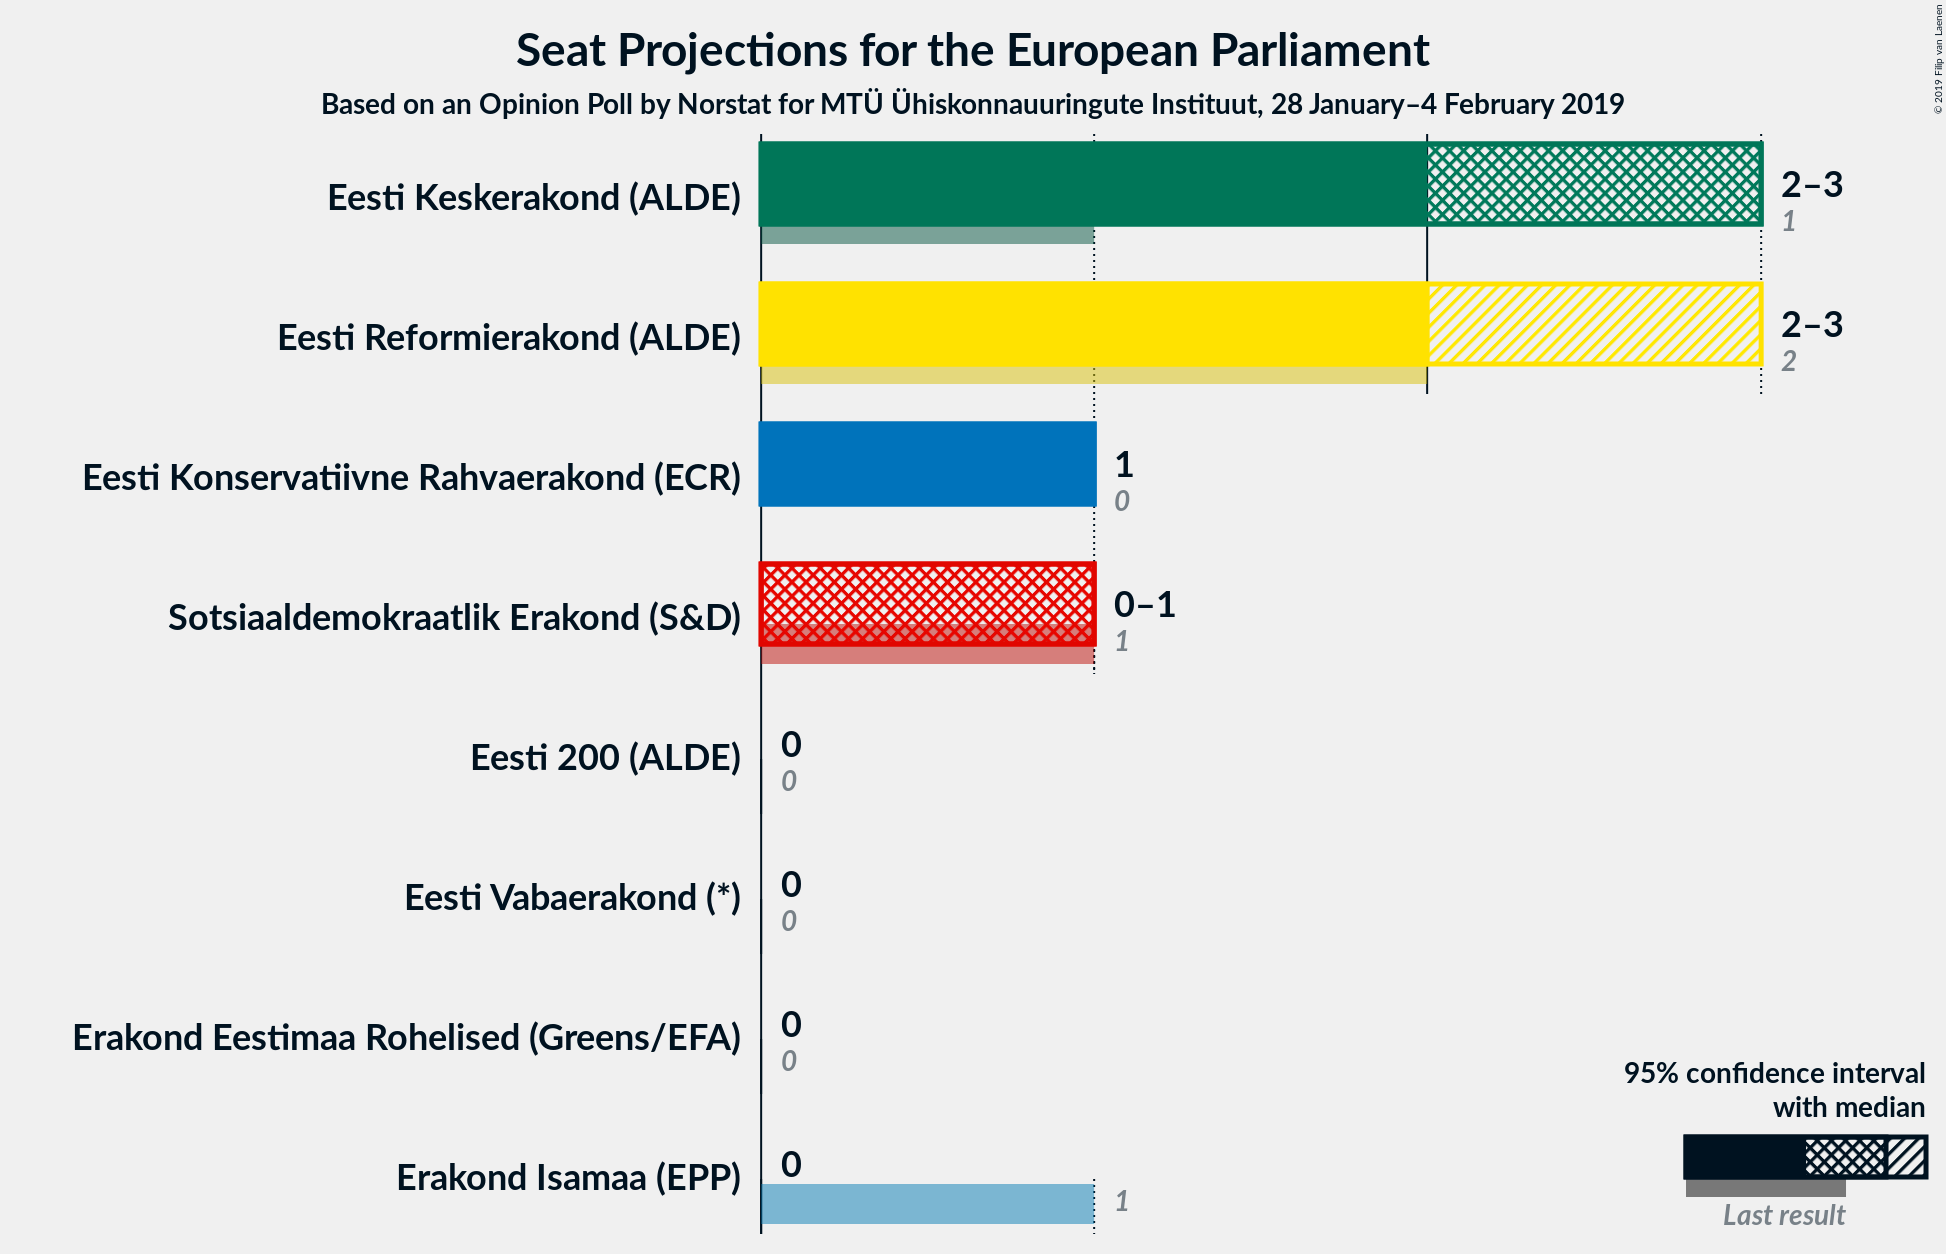 Seat Projections for the European Parliament
Based on an Opinion Poll by Norstat for MTÜ Ühiskonnauuringute Instituut, 28 January–4 February 2019
© 2019 Filip van Laenen
Eesti Keskerakond (ALDE)
2–3
1
Eesti Reformierakond (ALDE)
2–3
2
Eesti Konservatiivne Rahvaerakond (ECR)
1
0
Sotsiaaldemokraatlik Erakond (S&D)
0–1
1
Eesti 200 (ALDE)
0
0
Eesti Vabaerakond (*)
0
0
Erakond Eestimaa Rohelised (Greens/EFA)
0
0
Erakond Isamaa (EPP)
0
1
95% confidence interval
with median
Last result